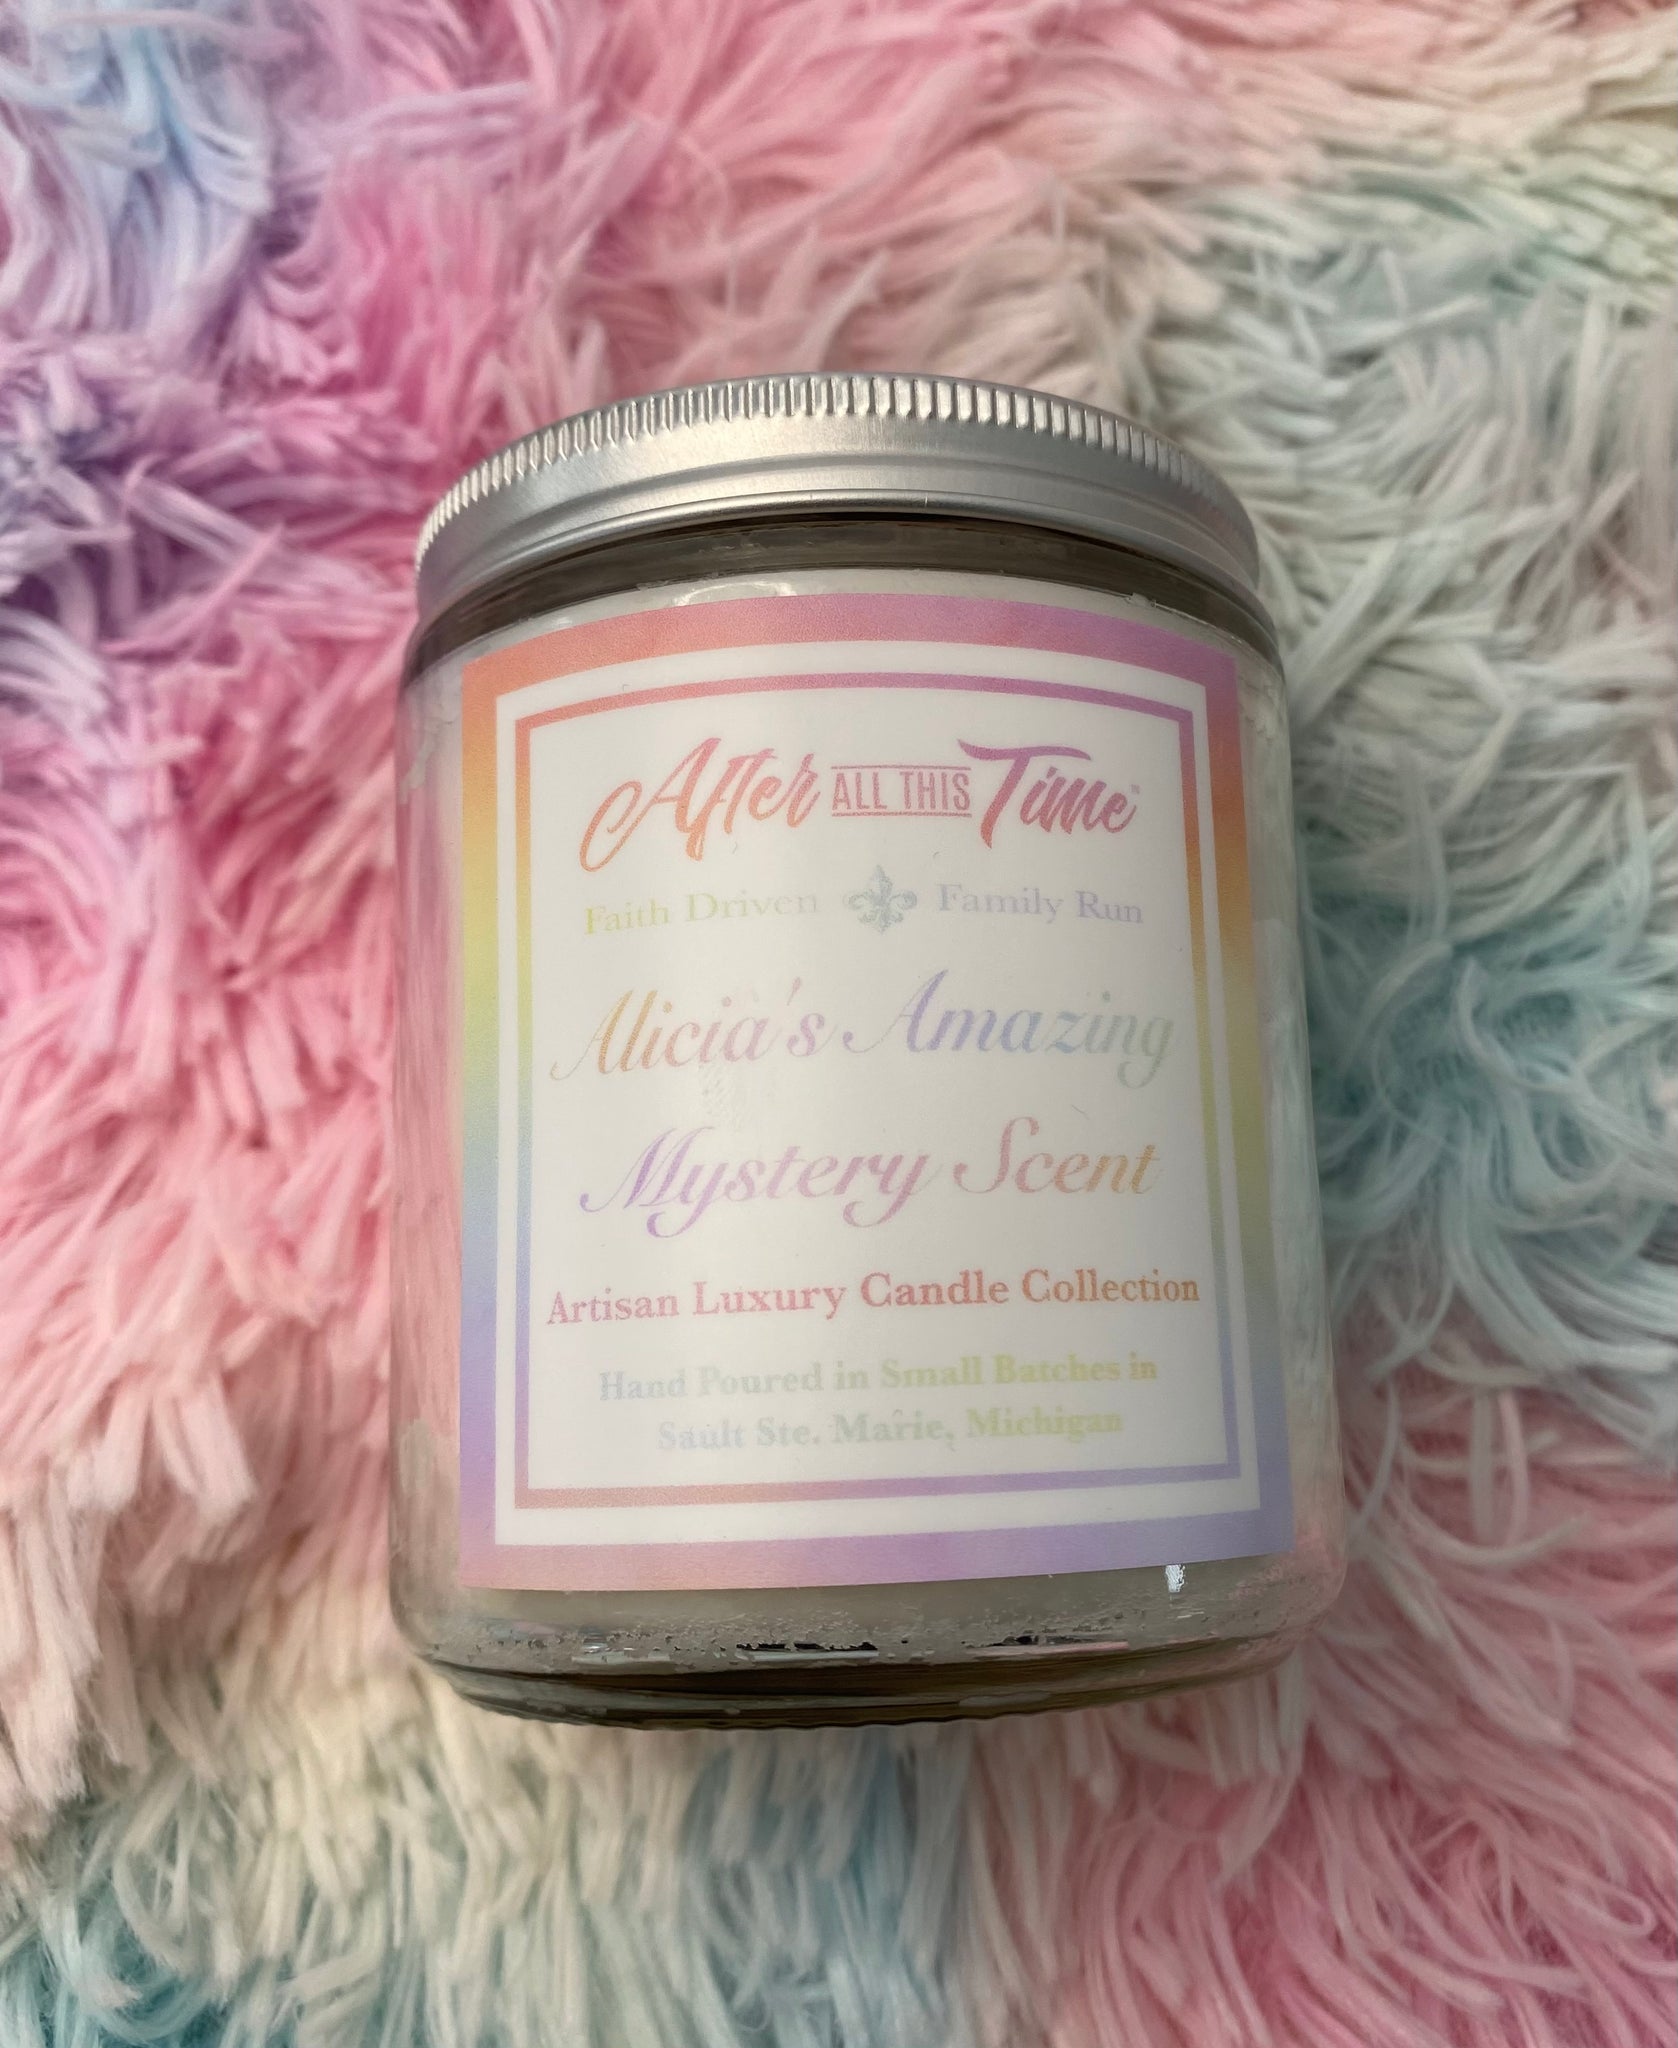 After ALL THIS Time™
Faith Driven ⚜ Family Run
Alicia's Amazing
Mystery Scent
Artisan Luxury Candle Collection
Hand Poured in Small Batches in
Sault Ste. Marie, Michigan